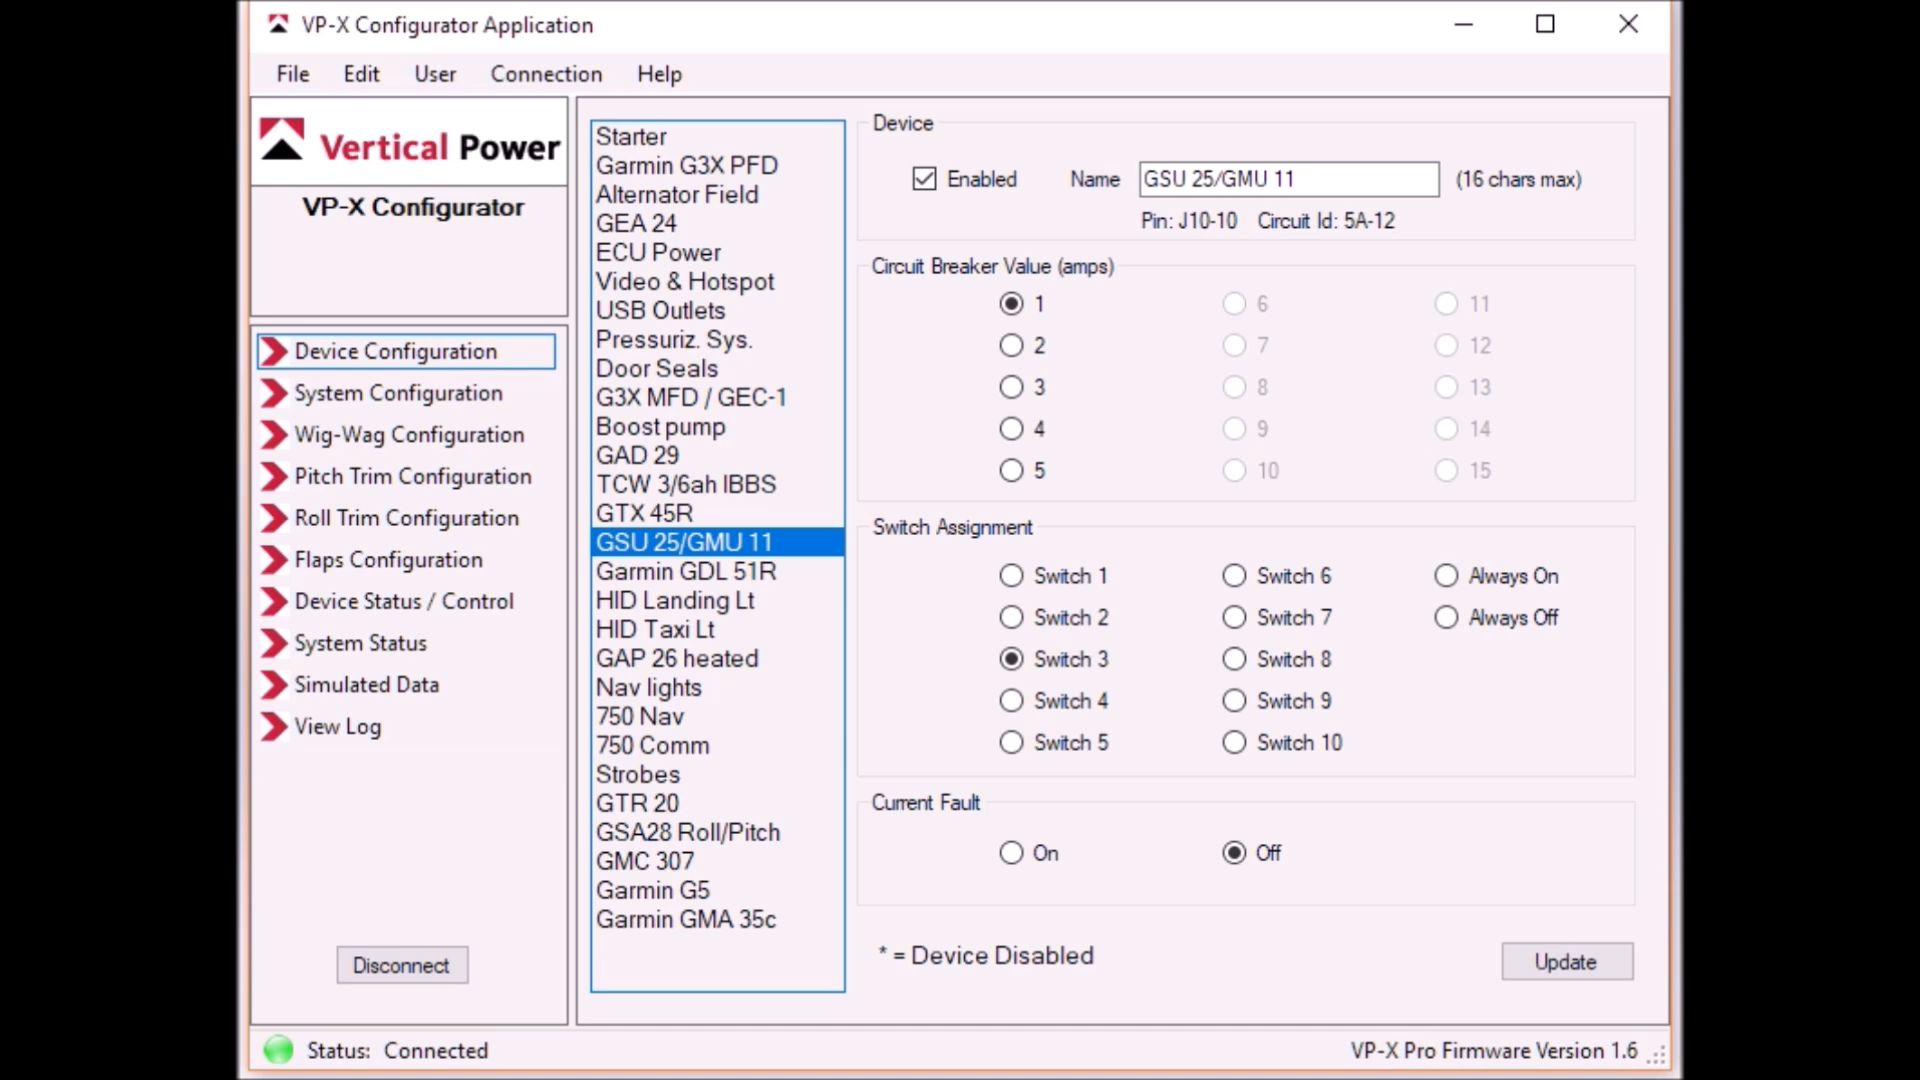 VP-X Configurator Application
File Edit User Connection Help
Vertical Power
VP-X Configurator
Device Configuration
System Configuration
Wig-Wag Configuration
Pitch Trim Configuration
Roll Trim Configuration
Flaps Configuration
Device Status / Control
System Status
Simulated Data
View Log
Disconnect
Starter
Garmin G3X PFD
Alternator Field
GEA 24
ECU Power
Video & Hotspot
USB Outlets
Pressuriz. Sys.
Door Seals
G3X MFD / GEC-1
Boost pump
GAD 29
TCW 3/6ah IBBS
GTX 45R
GSU 25/GMU 11
Garmin GDL 51R
HID Landing Lt
HID Taxi Lt
GAP 26 heated
Nav lights
750 Nav
750 Comm
Strobes
GTR 20
GSA28 Roll/Pitch
GMC 307
Garmin G5
Garmin GMA 35c
Device
Enabled Name GSU 25/GMU 11 (16 chars max)
Pin: J10-10 Circuit Id: 5A-12
Circuit Breaker Value (amps)
1 6 11
2 7 12
3 8 13
4 9 14
5 10 15
Switch Assignment
Switch 1 Switch 6 Always On
Switch 2 Switch 7 Always Off
Switch 3 Switch 8
Switch 4 Switch 9
Switch 5 Switch 10
Current Fault
On Off
* = Device Disabled
Update
Status: Connected
VP-X Pro Firmware Version 1.6